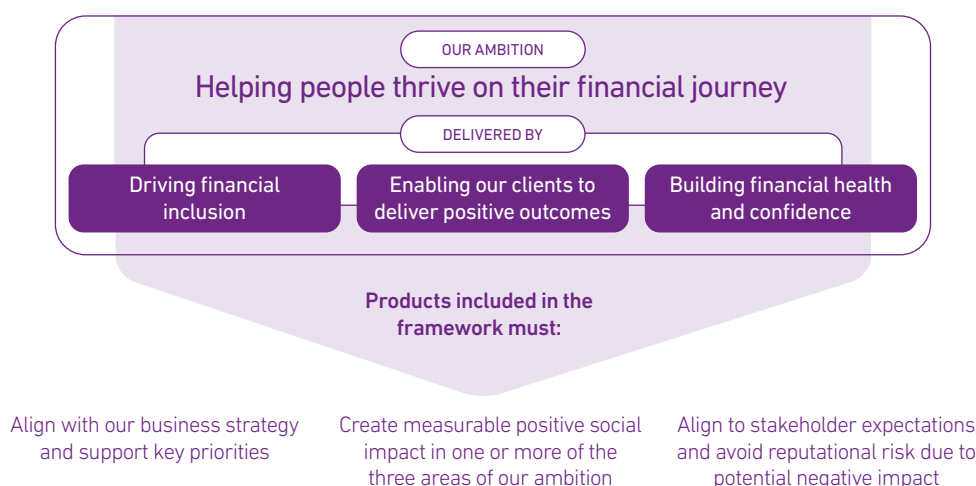 OUR AMBITION
Helping people thrive on their financial journey
DELIVERED BY
Driving financial
inclusion
Enabling our clients to
deliver positive outcomes
Building financial health
and confidence
Products included in the
framework must:
Align with our business strategy
and support key priorities
Create measurable positive social
impact in one or more of the
three areas of our ambition
Align to stakeholder expectations
and avoid reputational risk due to
potential negative impact